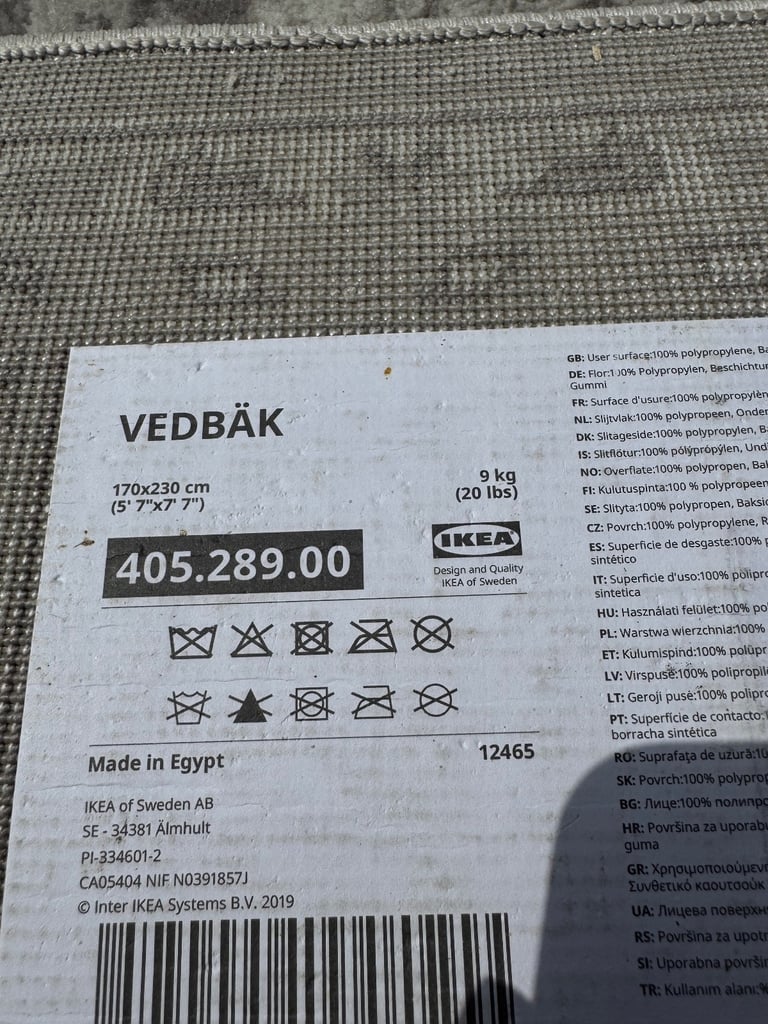 VEDBÄK
170x230 cm
(5' 7"x7' 7")
9 kg
(20 lbs)
405.289.00
IKEA
Design and Quality
IKEA of Sweden
Made in Egypt
12465
IKEA of Sweden AB
SE - 34381 Älmhult
PI-334601-2
CA05404 NIF N0391857J
© Inter IKEA Systems B.V. 2019
GB: User surface:100% polypropylene,
DE: Flor:100% Polypropylen,
Gummi
FR: Surface d'usure:100%
NL: Slijtvlak:100% polypropeen,
DK: Slitageside:100% polypropylen,
IS: Slitflötur:100% pólýprópýlen,
NO: Overflate:100% polypropen,
FI: Kulutuspinta:100 %
SE: Slityta:100% polypropen,
CZ: Povrch:100% polypropylene,
ES: Superficie de desgaste:100%
sintético
IT: Superficie d'uso:100%
sintetica
HU: Használati felület:100%
PL: Warstwa wierzchnia:100%
ET: Kulumispind:100%
LV: Virspuse:100%
LT: Geroji pusė:100%
PT: Superfície de contacto:
borracha sintética
RO: Suprafaţa de uzură:
SK: Povrch:100%
BG: Лице:100%
HR: Površina za
guma
GR:
Συνθετικό καουτσούκ
UA: Лицева
RS: Površina za
SI: Uporabna
TR: Kullanım alanı:%